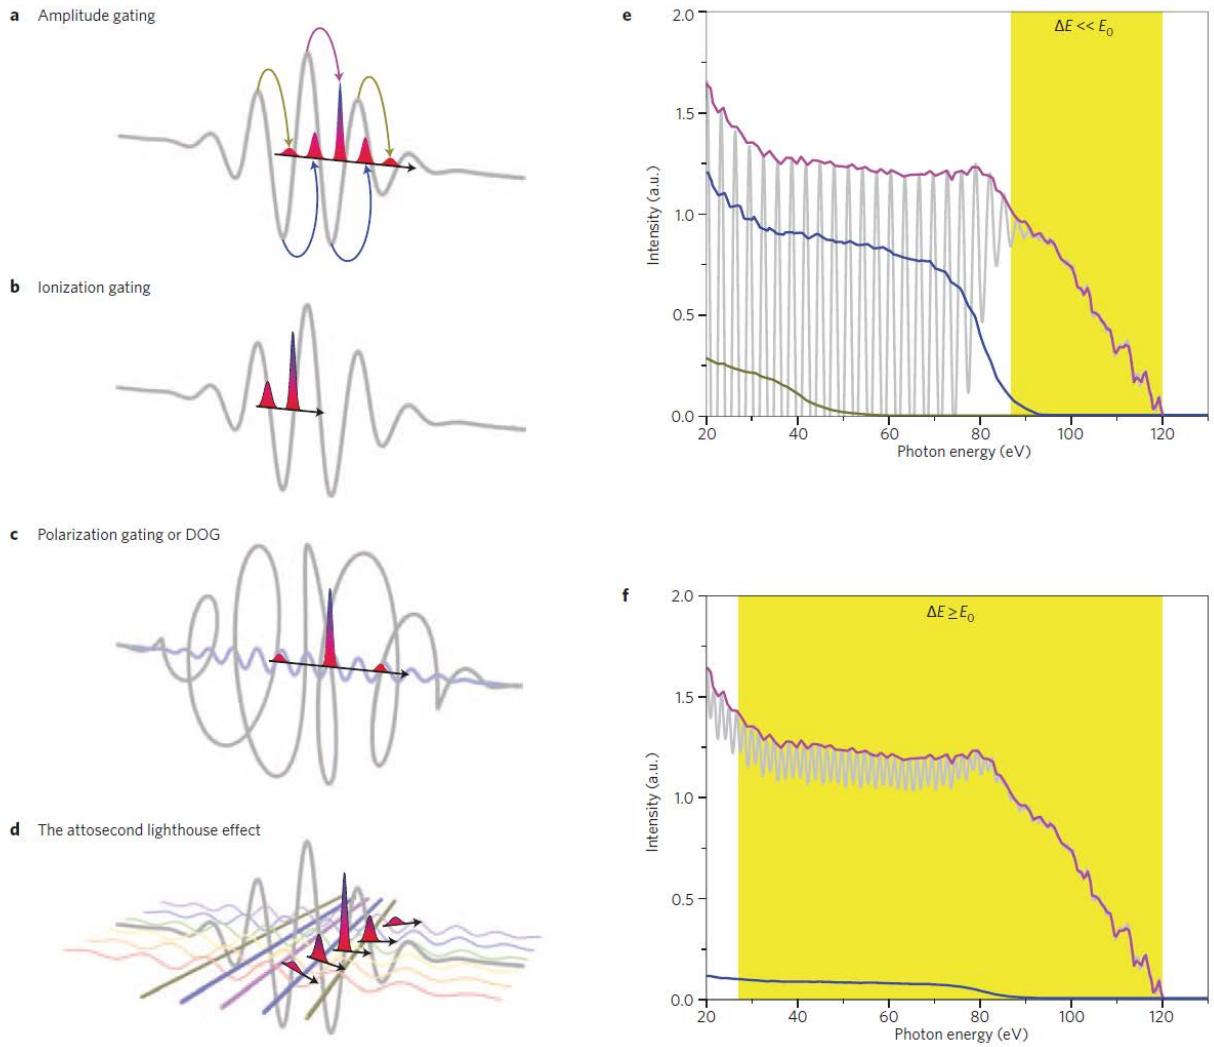 a Amplitude gating
b Ionization gating
c Polarization gating or DOG
d The attosecond lighthouse effect
e
ΔE << E₀
2.0
1.5
1.0
0.5
0.0
Intensity (a.u.)
20 40 60 80 100 120
Photon energy (eV)
f
ΔE ≥ E₀
2.0
1.5
1.0
0.5
0.0
Intensity (a.u.)
20 40 60 80 100 120
Photon energy (eV)